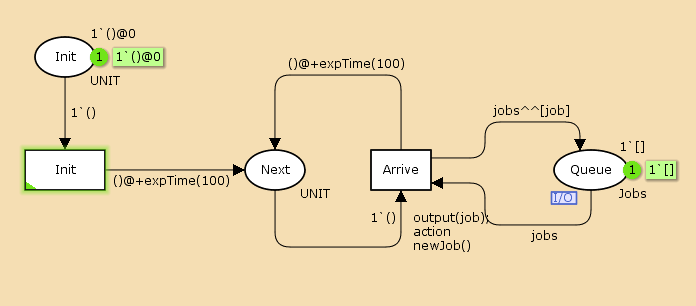 1`()@0
Init
1
1`()@0
UNIT
1`()
Init
()@+expTime(100)
()@+expTime(100)
Next
UNIT
1`()
Arrive
output(job);
action
newJob()
jobs^^[job]
1`[]
Queue
1
1`[]
I/O
Jobs
jobs